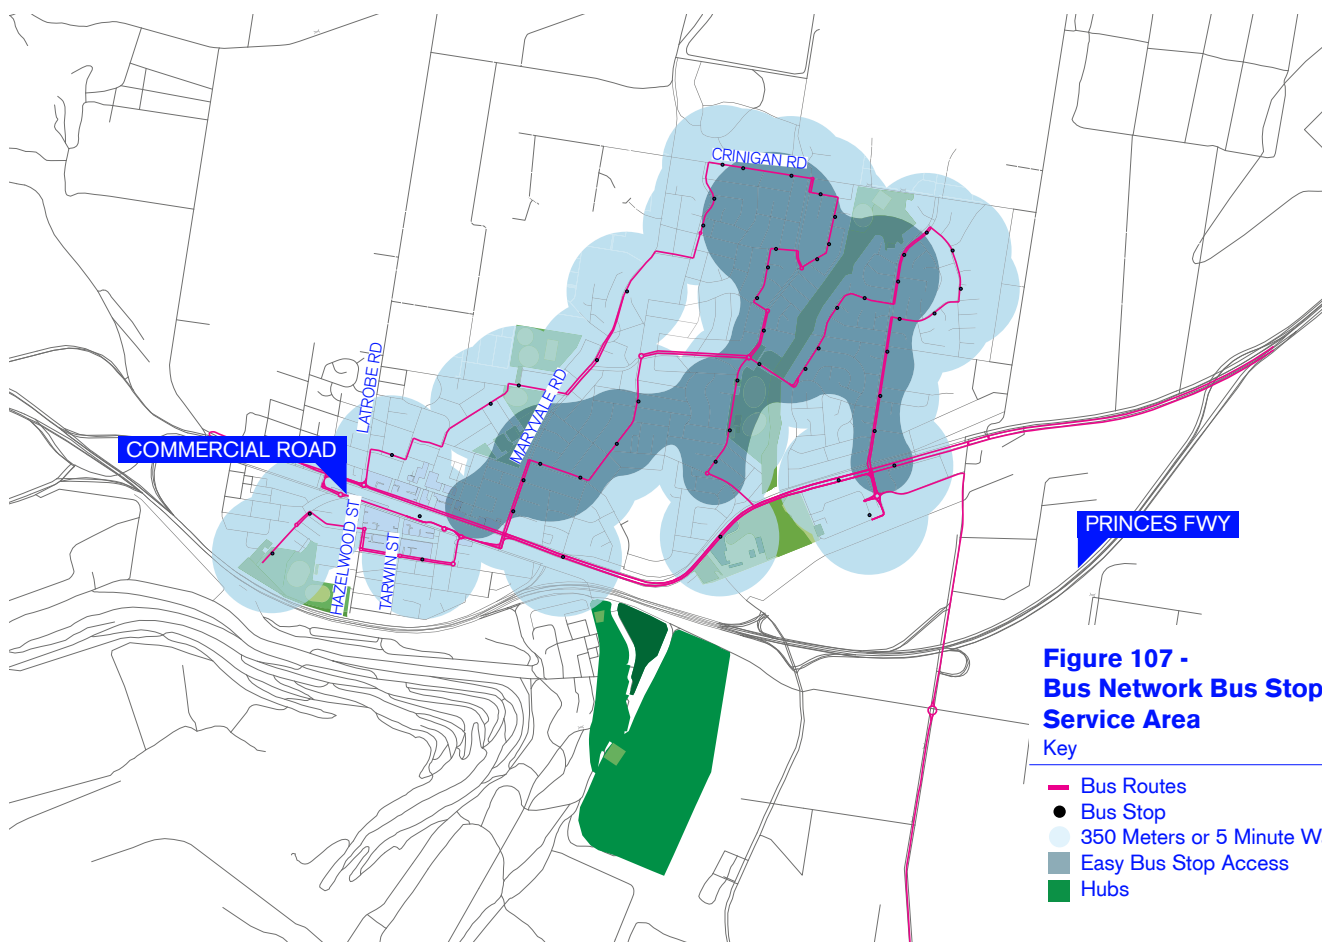 CRINIGAN RD
LATROBE RD
MARYVALE RD
COMMERCIAL ROAD
HAZELWOOD ST
TARWIN ST
PRINCES FWY
Figure 107 -
Bus Network Bus Stop
Service Area
Key
Bus Routes
Bus Stop
350 Meters or 5 Minute W
Easy Bus Stop Access
Hubs